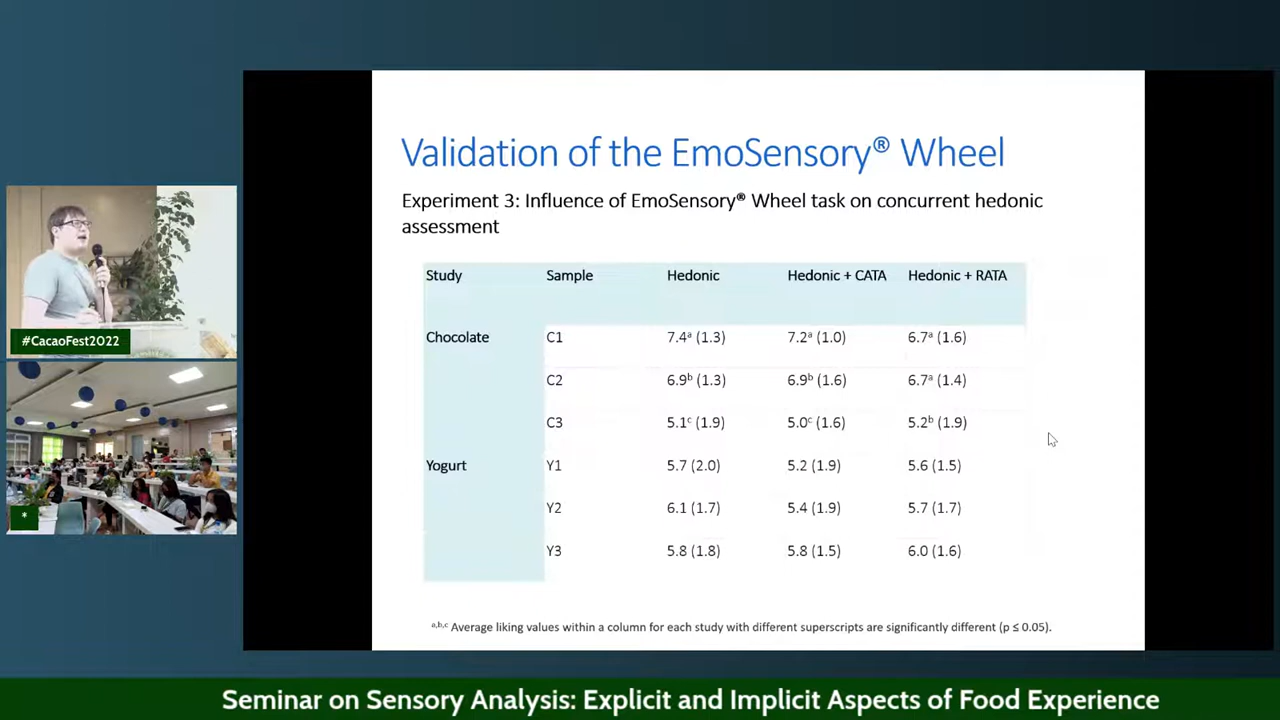 Validation of the EmoSensory® Wheel
Experiment 3: Influence of EmoSensory® Wheel task on concurrent hedonic
assessment
Study Sample Hedonic Hedonic + CATA Hedonic + RATA
Chocolate C1 7.4ᵃ (1.3) 7.2ᵃ (1.0) 6.7ᵃ (1.6)
C2 6.9ᵇ (1.3) 6.9ᵇ (1.6) 6.7ᵃ (1.4)
C3 5.1ᶜ (1.9) 5.0ᶜ (1.6) 5.2ᵇ (1.9)
Yogurt Y1 5.7 (2.0) 5.2 (1.9) 5.6 (1.5)
Y2 6.1 (1.7) 5.4 (1.9) 5.7 (1.7)
Y3 5.8 (1.8) 5.8 (1.5) 6.0 (1.6)
ᵃ,ᵇ,ᶜ Average liking values within a column for each study with different superscripts are significantly different (p ≤ 0.05).
#CacaoFest2022
*
Seminar on Sensory Analysis: Explicit and Implicit Aspects of Food Experience